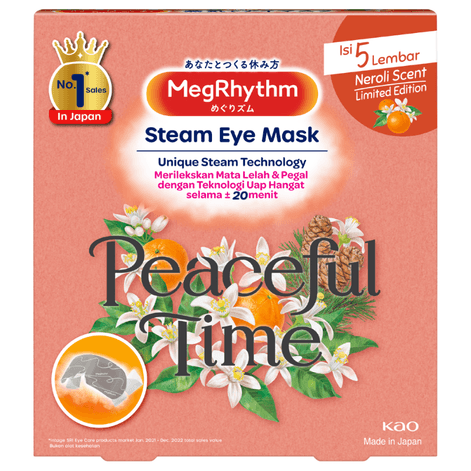 あなたとつくる休み方
MegRhythm
めぐりズム
No.1* Sales
In Japan
Isi 5 Lembar
Neroli Scent
Limited Edition
Steam Eye Mask
Unique Steam Technology
Merilekskan Mata Lelah & Pegal
dengan Teknologi Uap Hangat
selama ± 20 menit
Peaceful
Time
Kao
Made in Japan